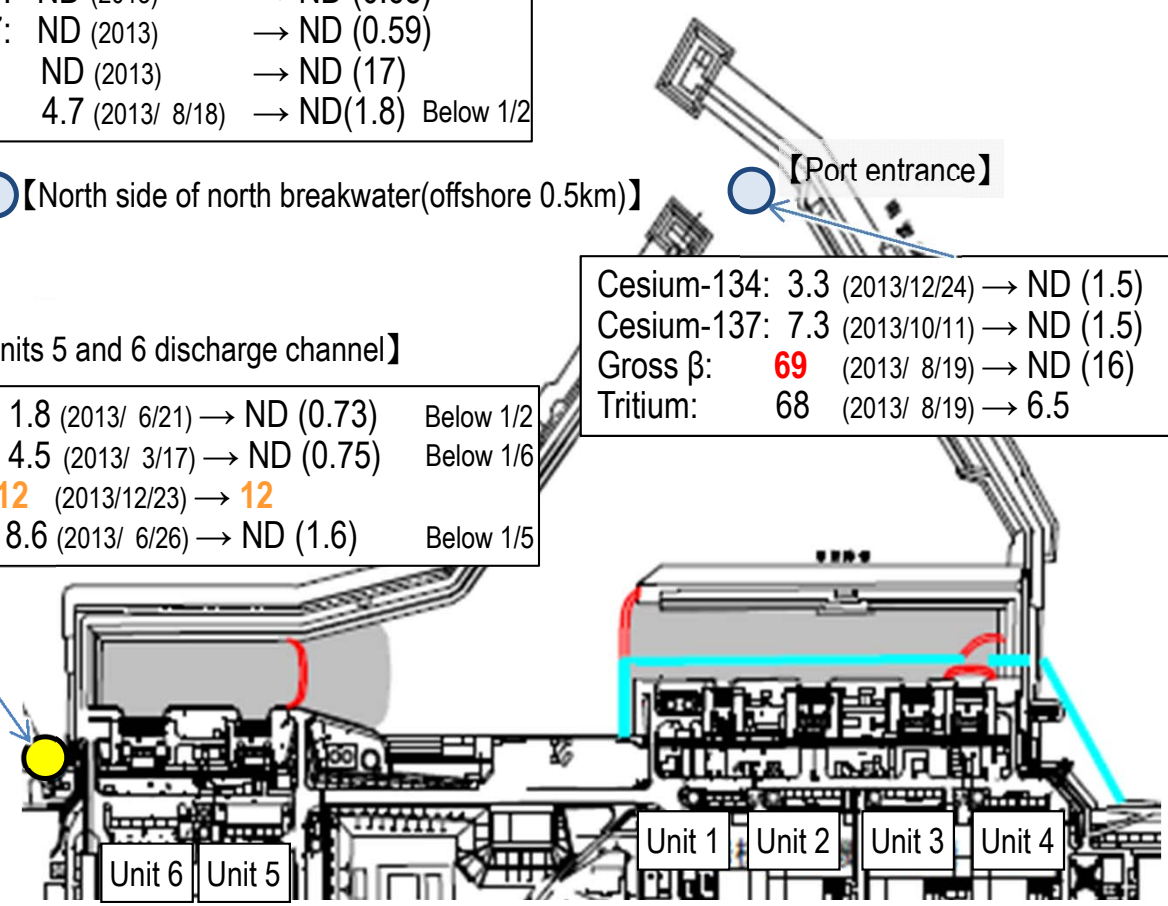 : ND (2013) → ND (0.59)
ND (2013) → ND (17)
4.7 (2013/ 8/18) → ND(1.8) Below 1/2
【North side of north breakwater(offshore 0.5km)】
【Port entrance】
Cesium-134: 3.3 (2013/12/24) → ND (1.5)
Cesium-137: 7.3 (2013/10/11) → ND (1.5)
Gross β: 69 (2013/ 8/19) → ND (16)
Tritium: 68 (2013/ 8/19) → 6.5
nits 5 and 6 discharge channel】
1.8 (2013/ 6/21) → ND (0.73) Below 1/2
4.5 (2013/ 3/17) → ND (0.75) Below 1/6
12 (2013/12/23) → 12
8.6 (2013/ 6/26) → ND (1.6) Below 1/5
Unit 1 Unit 2 Unit 3 Unit 4
Unit 6 Unit 5